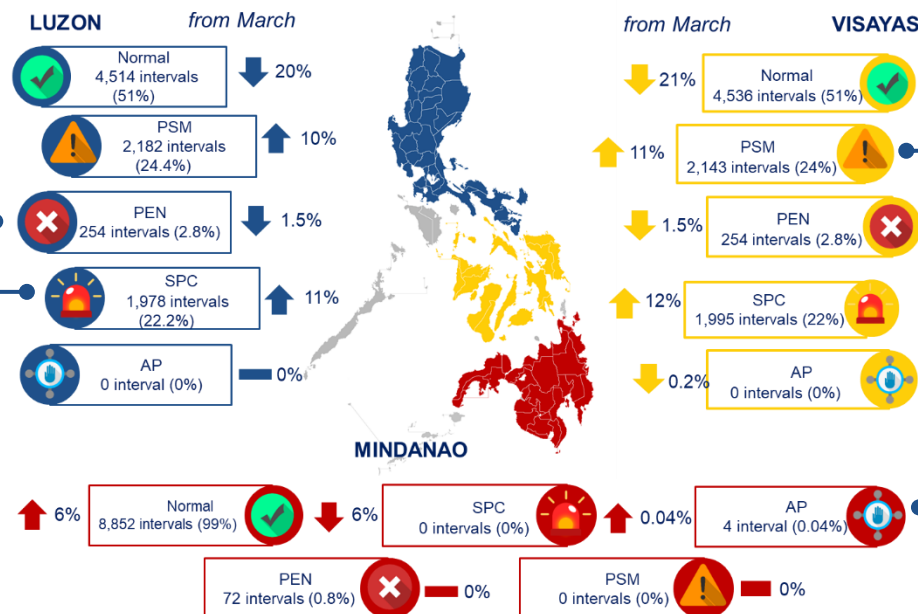 LUZON
from March
Normal
4,514 intervals
(51%)
20%
PSM
2,182 intervals
(24.4%)
10%
PEN
254 intervals (2.8%)
1.5%
SPC
1,978 intervals
(22.2%)
11%
AP
0 interval (0%)
0%
from March
VISAYAS
21%
Normal
4,536 intervals (51%)
11%
PSM
2,143 intervals (24%)
1.5%
PEN
254 intervals (2.8%)
12%
SPC
1,995 intervals (22%)
0.2%
AP
0 intervals (0%)
MINDANAO
6%
Normal
8,852 intervals (99%)
6%
SPC
0 intervals (0%)
0.04%
AP
4 interval (0.04%)
PEN
72 intervals (0.8%)
0%
PSM
0 intervals (0%)
0%